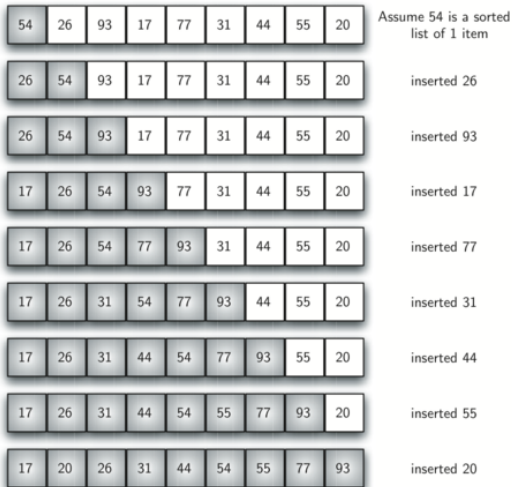 54 26 93 17 77 31 44 55 20 Assume 54 is a sorted
list of 1 item
26 54 93 17 77 31 44 55 20 inserted 26
26 54 93 17 77 31 44 55 20 inserted 93
17 26 54 93 77 31 44 55 20 inserted 17
17 26 54 77 93 31 44 55 20 inserted 77
17 26 31 54 77 93 44 55 20 inserted 31
17 26 31 44 54 77 93 55 20 inserted 44
17 26 31 44 54 55 77 93 20 inserted 55
17 20 26 31 44 54 55 77 93 inserted 20